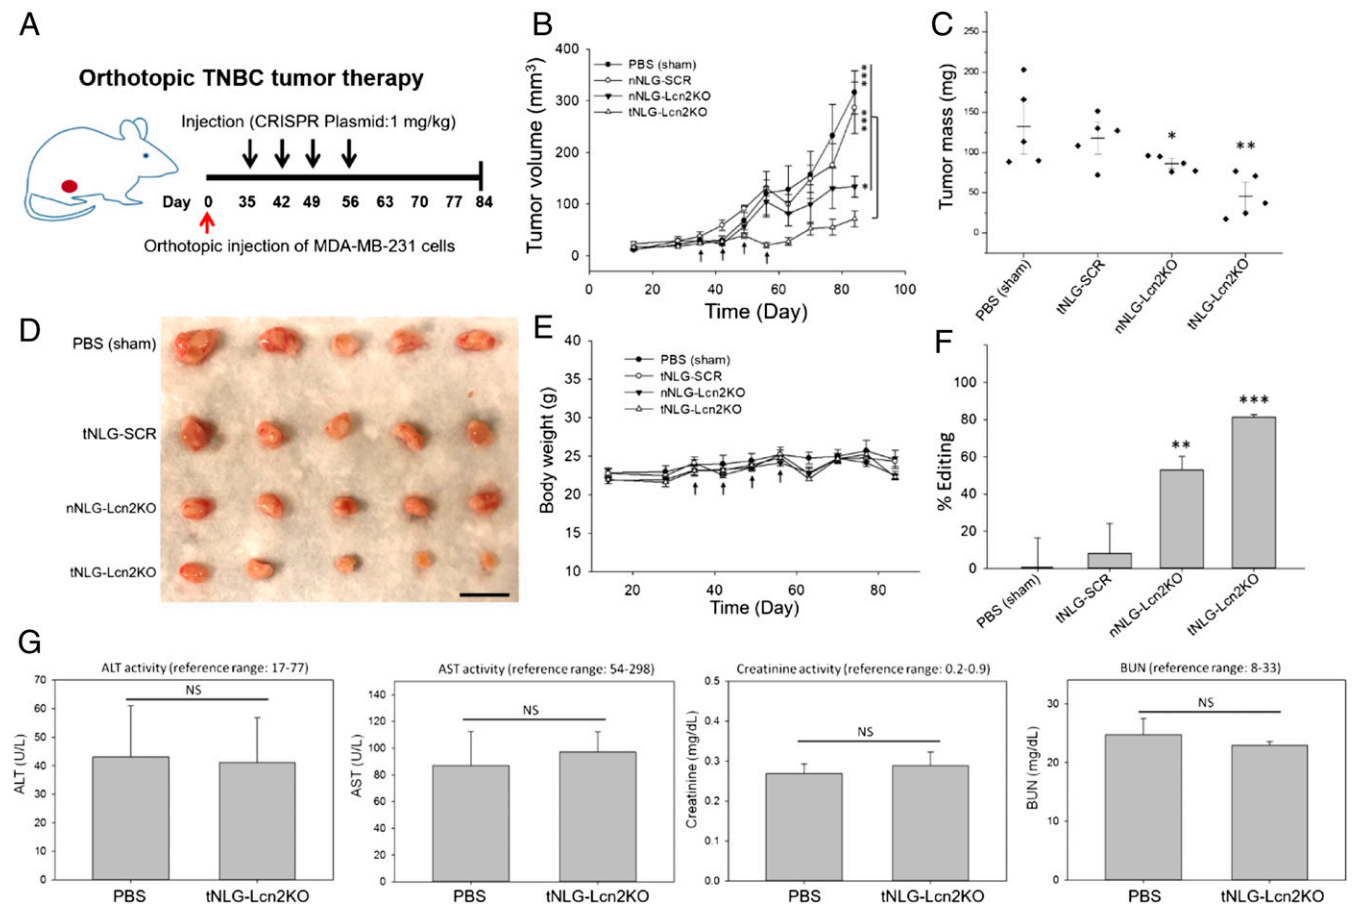 A
Orthotopic TNBC tumor therapy
Injection (CRISPR Plasmid:1 mg/kg)
Day 0 35 42 49 56 63 70 77 84
Orthotopic injection of MDA-MB-231 cells
B
Tumor volume (mm3)
400
300
200
100
0
PBS (sham)
nNLG-SCR
nNLG-Lcn2KO
tNLG-Lcn2KO
***
***
*
0 20 40 60 80 100
Time (Day)
C
Tumor mass (mg)
250
200
150
100
50
0
*
**
PBS (sham)
tNLG-SCR
nNLG-Lcn2KO
tNLG-Lcn2KO
D
PBS (sham)
tNLG-SCR
nNLG-Lcn2KO
tNLG-Lcn2KO
E
Body weight (g)
40
35
30
25
20
15
10
PBS (sham)
tNLG-SCR
nNLG-Lcn2KO
tNLG-Lcn2KO
20 40 60 80
Time (Day)
F
% Editing
100
80
60
40
20
0
**
***
PBS (sham)
tNLG-SCR
nNLG-Lcn2KO
tNLG-Lcn2KO
G
ALT activity (reference range: 17-77)
ALT (U/L)
70
60
50
40
30
20
10
0
NS
PBS tNLG-Lcn2KO
AST activity (reference range: 54-298)
AST (U/L)
140
120
100
80
60
40
20
0
NS
PBS tNLG-Lcn2KO
Creatinine activity (reference range: 0.2-0.9)
Creatinine (mg/dL)
0.5
0.4
0.3
0.2
0.1
0.0
NS
PBS tNLG-Lcn2KO
BUN (reference range: 8-33)
BUN (mg/dL)
30
20
10
0
NS
PBS tNLG-Lcn2KO